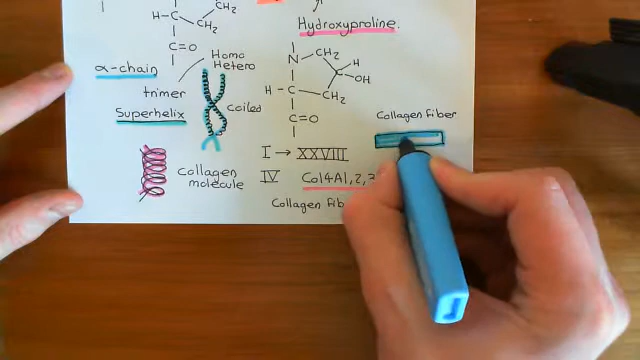 H-C
CH₂
CH₂
C=O
Hydroxyproline.
α-chain
Homo
Hetero
trimer
Superhelix
Coiled
N
CH₂
H
C
OH
H-C
CH₂
C=O
Collagen Fiber
I → XXVIII
Collagen
molecule
IV
Col4A1,2,3
Collagen Fib